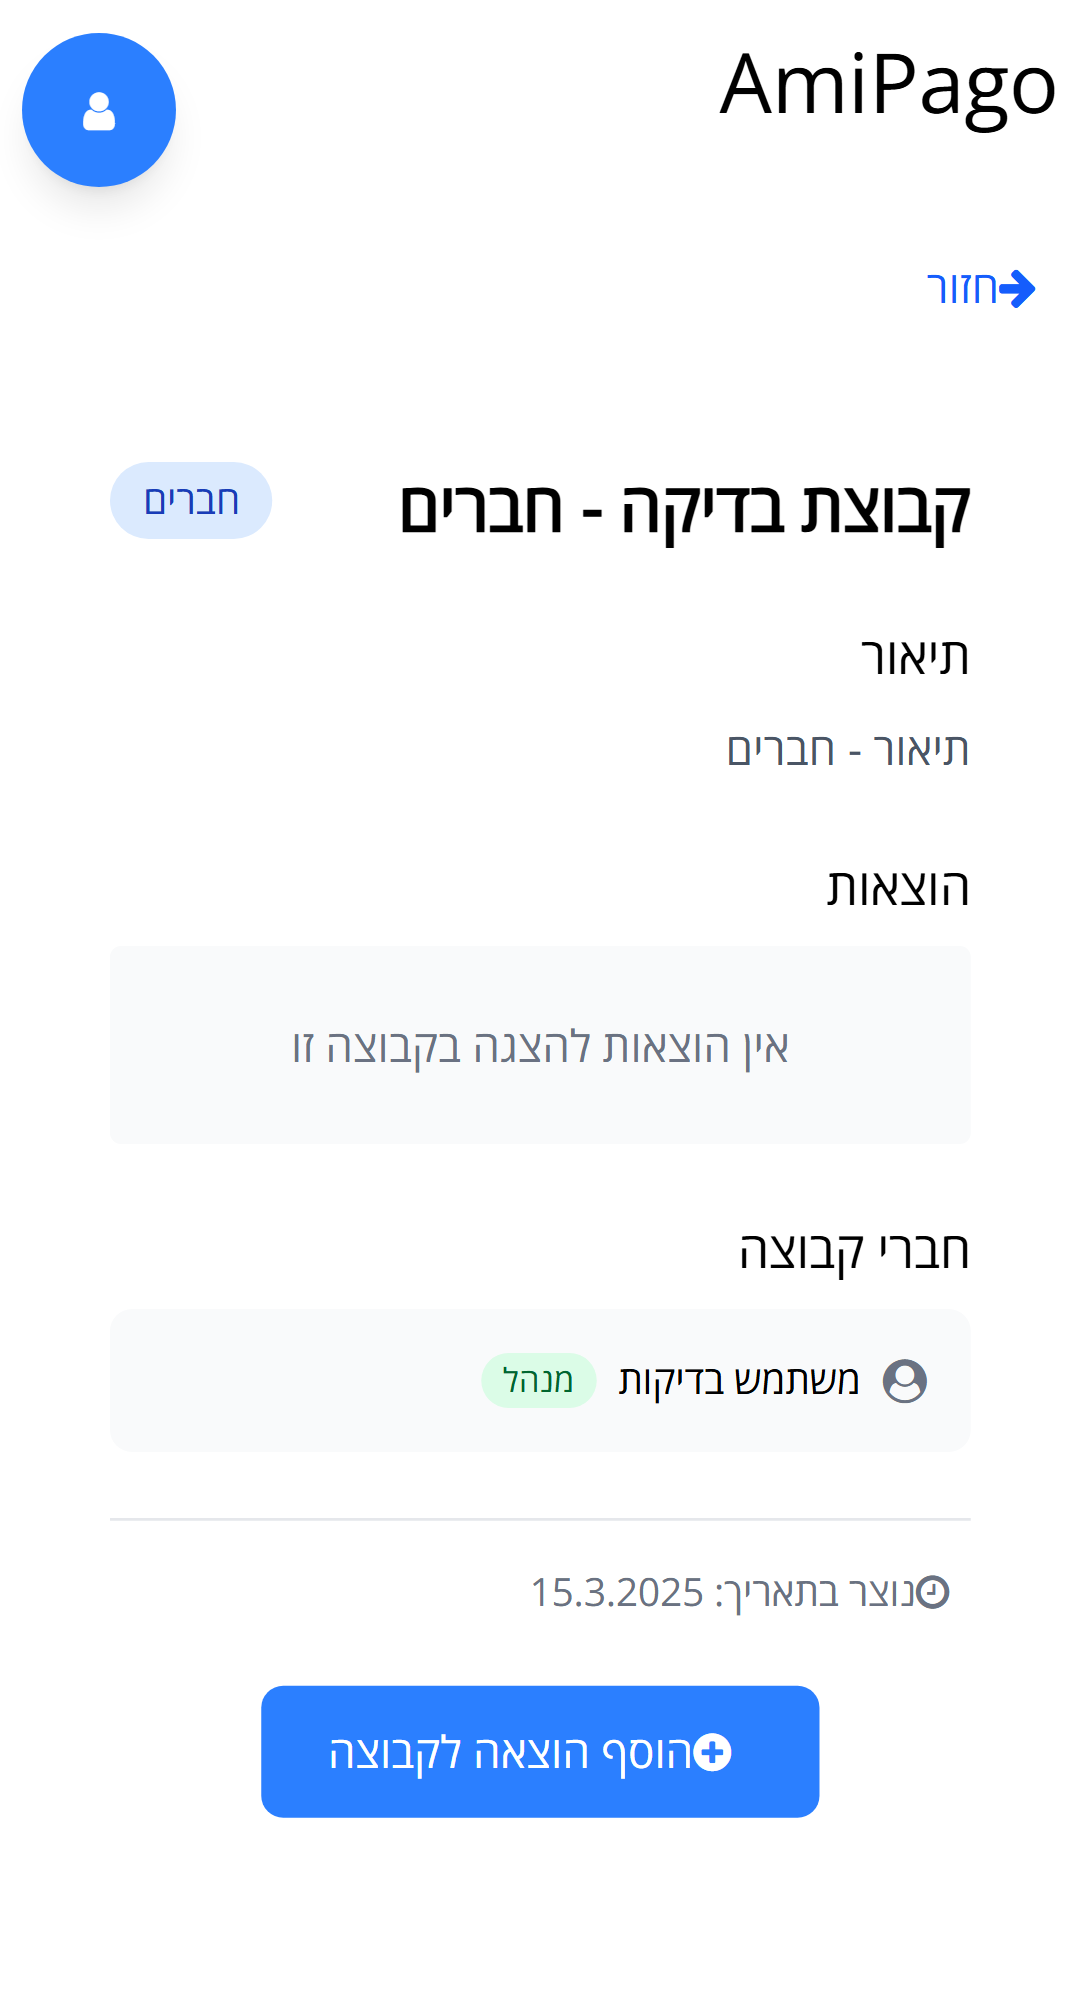 AmiPago
חזור
קבוצת בדיקה - חברים
חברים
תיאור
תיאור - חברים
הוצאות
אין הוצאות להצגה בקבוצה זו
חברי קבוצה
משתמש בדיקות מנהל
נוצר בתאריך: 15.3.2025
הוסף הוצאה לקבוצה